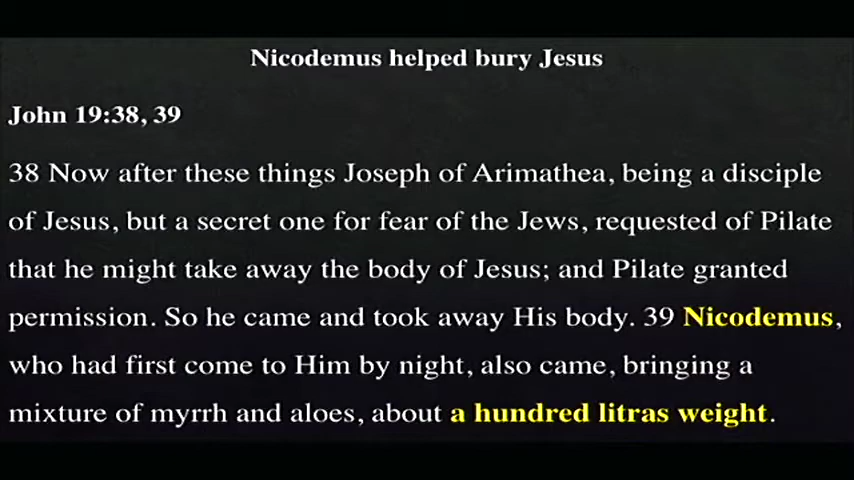 Nicodemus helped bury Jesus
John 19:38, 39
38 Now after these things Joseph of Arimathea, being a disciple
of Jesus, but a secret one for fear of the Jews, requested of Pilate
that he might take away the body of Jesus; and Pilate granted
permission. So he came and took away His body. 39 Nicodemus,
who had first come to Him by night, also came, bringing a
mixture of myrrh and aloes, about a hundred litras weight.